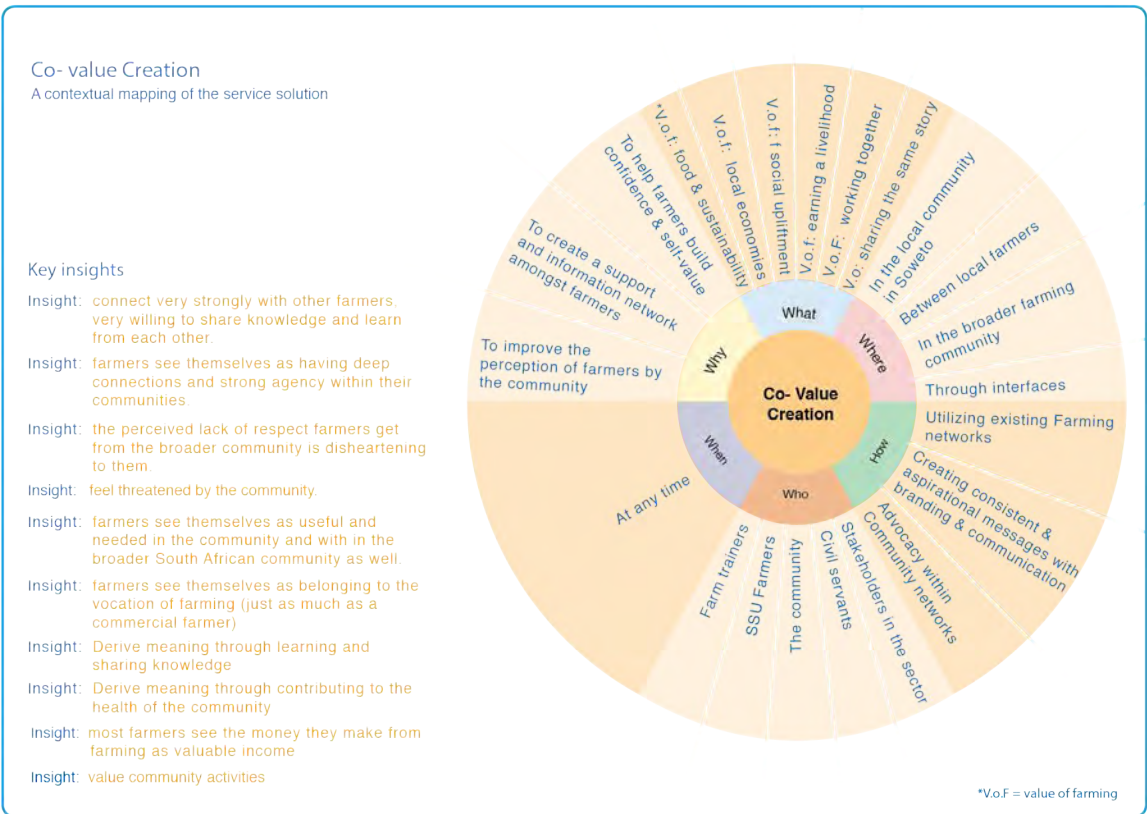 Co- value Creation
A contextual mapping of the service solution
Key insights
Insight: connect very strongly with other farmers,
very willing to share knowledge and learn
from each other.
Insight: farmers see themselves as having deep
connections and strong agency within their
communities.
Insight: the perceived lack of respect farmers get
from the broader community is disheartening
to them.
Insight: feel threatened by the community.
Insight: farmers see themselves as useful and
needed in the community and with in the
broader South African community as well.
Insight: farmers see themselves as belonging to the
vocation of farming (just as much as a
commercial farmer)
Insight: Derive meaning through learning and
sharing knowledge
Insight: Derive meaning through contributing to the
health of the community
Insight: most farmers see the money they make from
farming as valuable income
Insight: value community activities
Co- Value
Creation
What
*V.o.f: food & sustainability
V.o.f: local economies
V.o.f: f social upliftment
V.o.f: earning a livelihood
V.o.F: working together
V.o: sharing the same story
Where
In the local community
in Soweto
Between local farmers
In the broader farming
community
Through interfaces
How
Utilizing existing Farming
networks
Creating consistent &
aspirational messages with
branding & communication
Advocacy within
Community networks
Who
Stakeholders in the sector
Civil servants
The community
SSU Farmers
Farm trainers
When
At any time
Why
To improve the
perception of farmers by
the community
To create a support
and information network
amongst farmers
To help farmers build
confidence & self-value
*V.o.F = value of farming